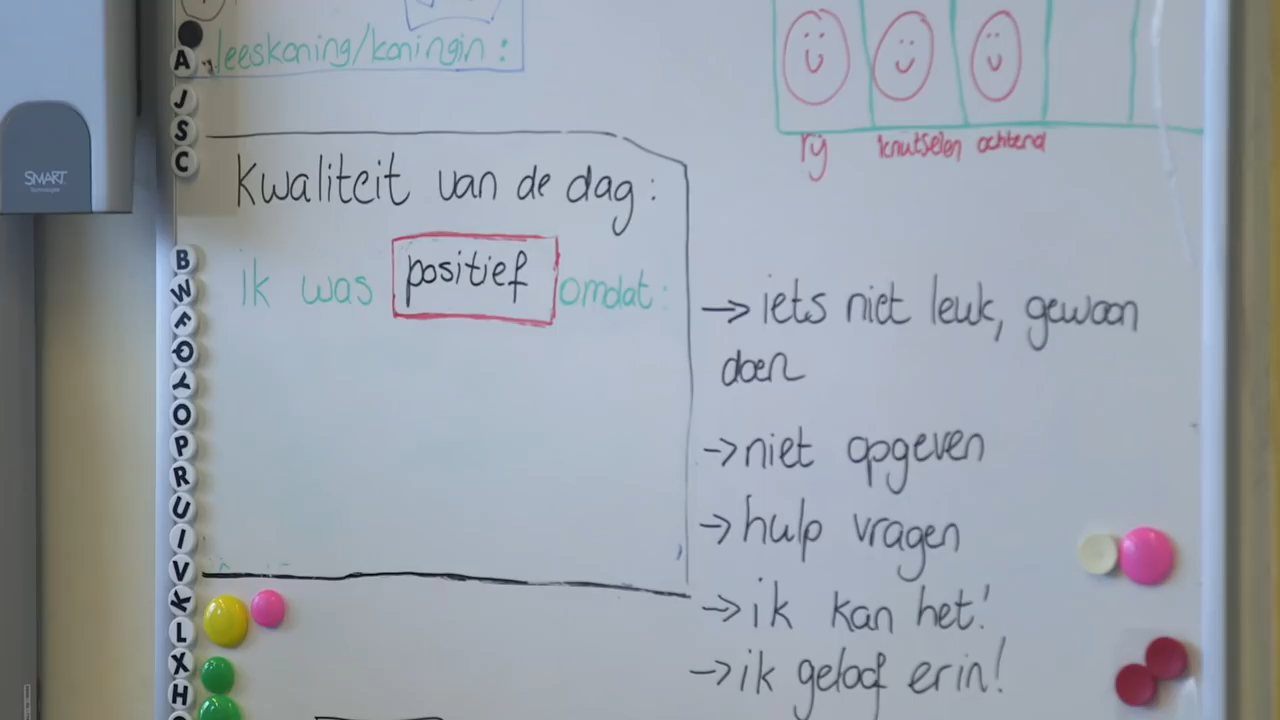 leeskoning/koningin :
rij knutselen ochtend
SMART
Kwaliteit van de dag :
ik was positief omdat :
→ iets niet leuk, gewoon
doen
→ niet opgeven
→ hulp vragen
→ ik kan het!
→ ik geloof erin!
A
J
S
C
B
W
F
Q
Y
O
P
R
U
I
V
K
L
X
H